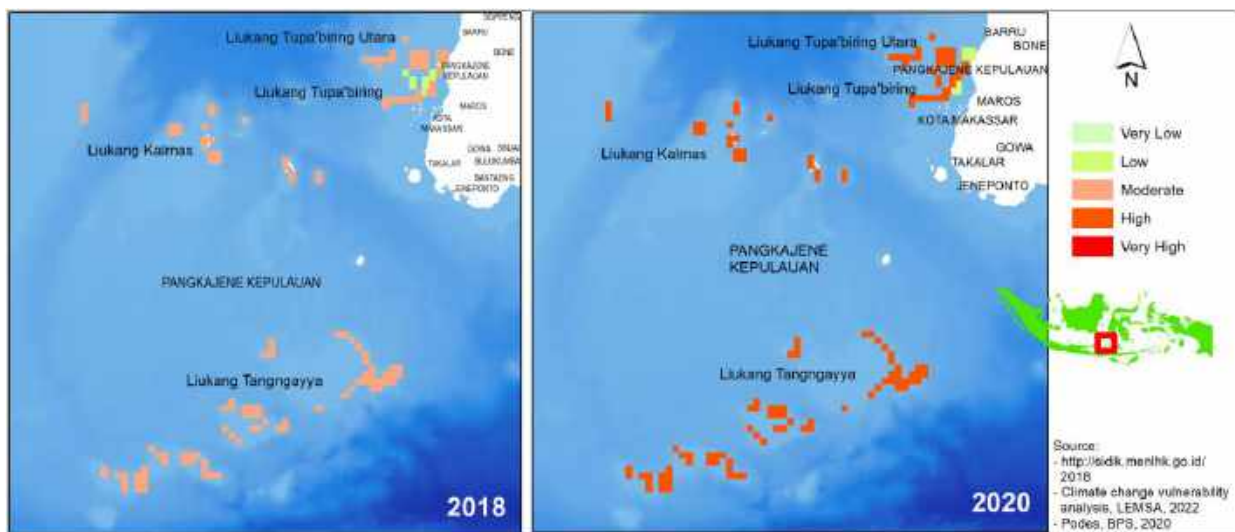 Liukang Tupa'biring Utara
BARRU
BONE
PANGKAJENE
KEPULAUAN
Liukang Tupa'biring
MAROS
KOTA
MAKASSAR
Liukang Kalmas
GOWA
TAKALAR
BULUKUMBA
BANTAENG
JENEPONTO
PANGKAJENE KEPULAUAN
Liukang Tangngayya
2018
Liukang Tupa'biring Utara
BARRU
BONE
PANGKAJENE KEPULAUAN
Liukang Tupa'biring
MAROS
KOTA MAKASSAR
Liukang Kalmas
GOWA
TAKALAR
JENEPONTO
PANGKAJENE
KEPULAUAN
Liukang Tangngayya
2020
N
Very Low
Low
Moderate
High
Very High
Source:
- http://sidik.menlhk.go.id/
2018
- Climate change vulnerability
analysis, LEMSA, 2022
- Podes, BPS, 2020